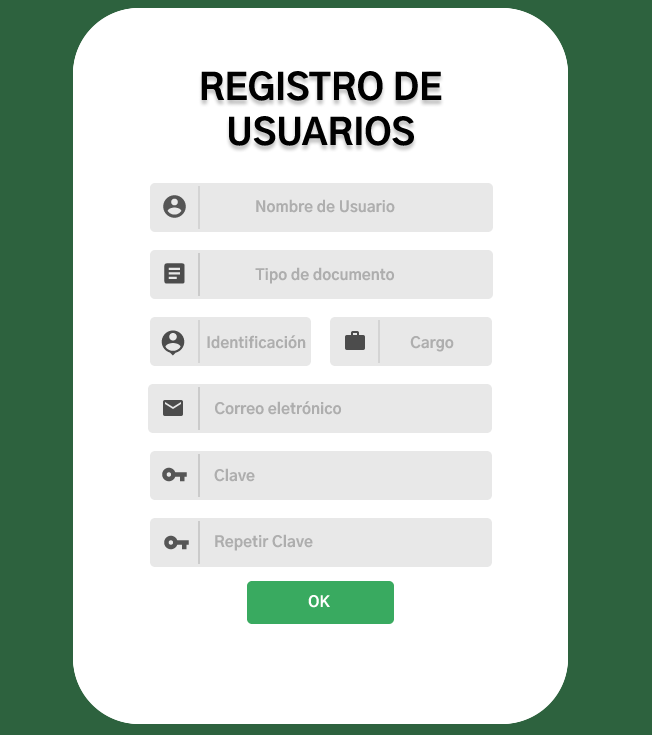 REGISTRO DE
USUARIOS
Nombre de Usuario
Tipo de documento
Identificación
Cargo
Correo eletrónico
Clave
Repetir Clave
OK